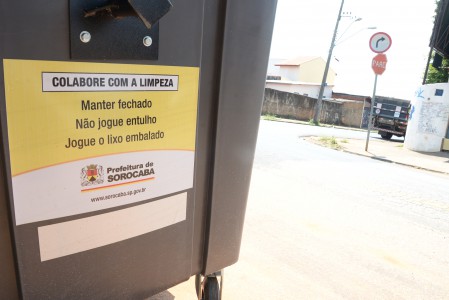 COLABORE COM A LIMPEZA
Manter fechado
Não jogue entulho
Jogue o lixo embalado
Prefeitura de
SOROCABA
www.sorocaba.sp.gov.br
PARE